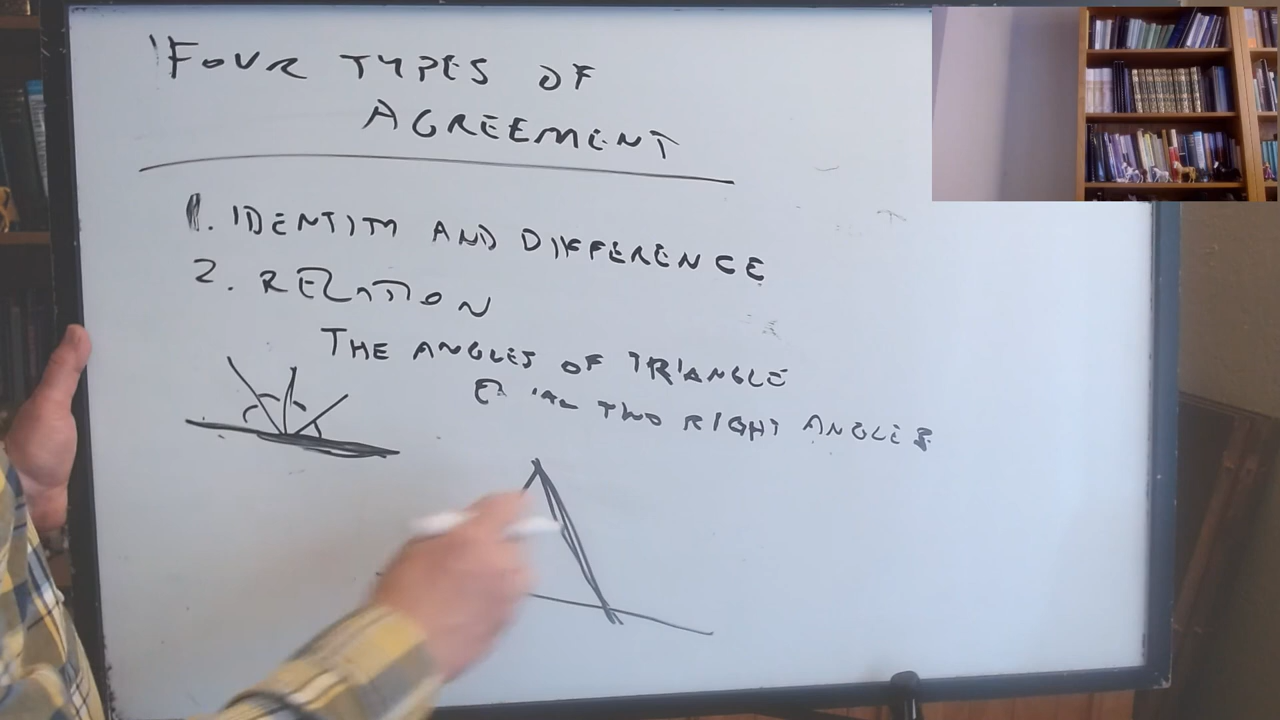 FOUR TYPES OF
AGREEMENT
1. IDENTITY AND DIFFERENCE
2. RELATION
THE ANGLES OF TRIANGLE
TWO RIGHT ANGLES